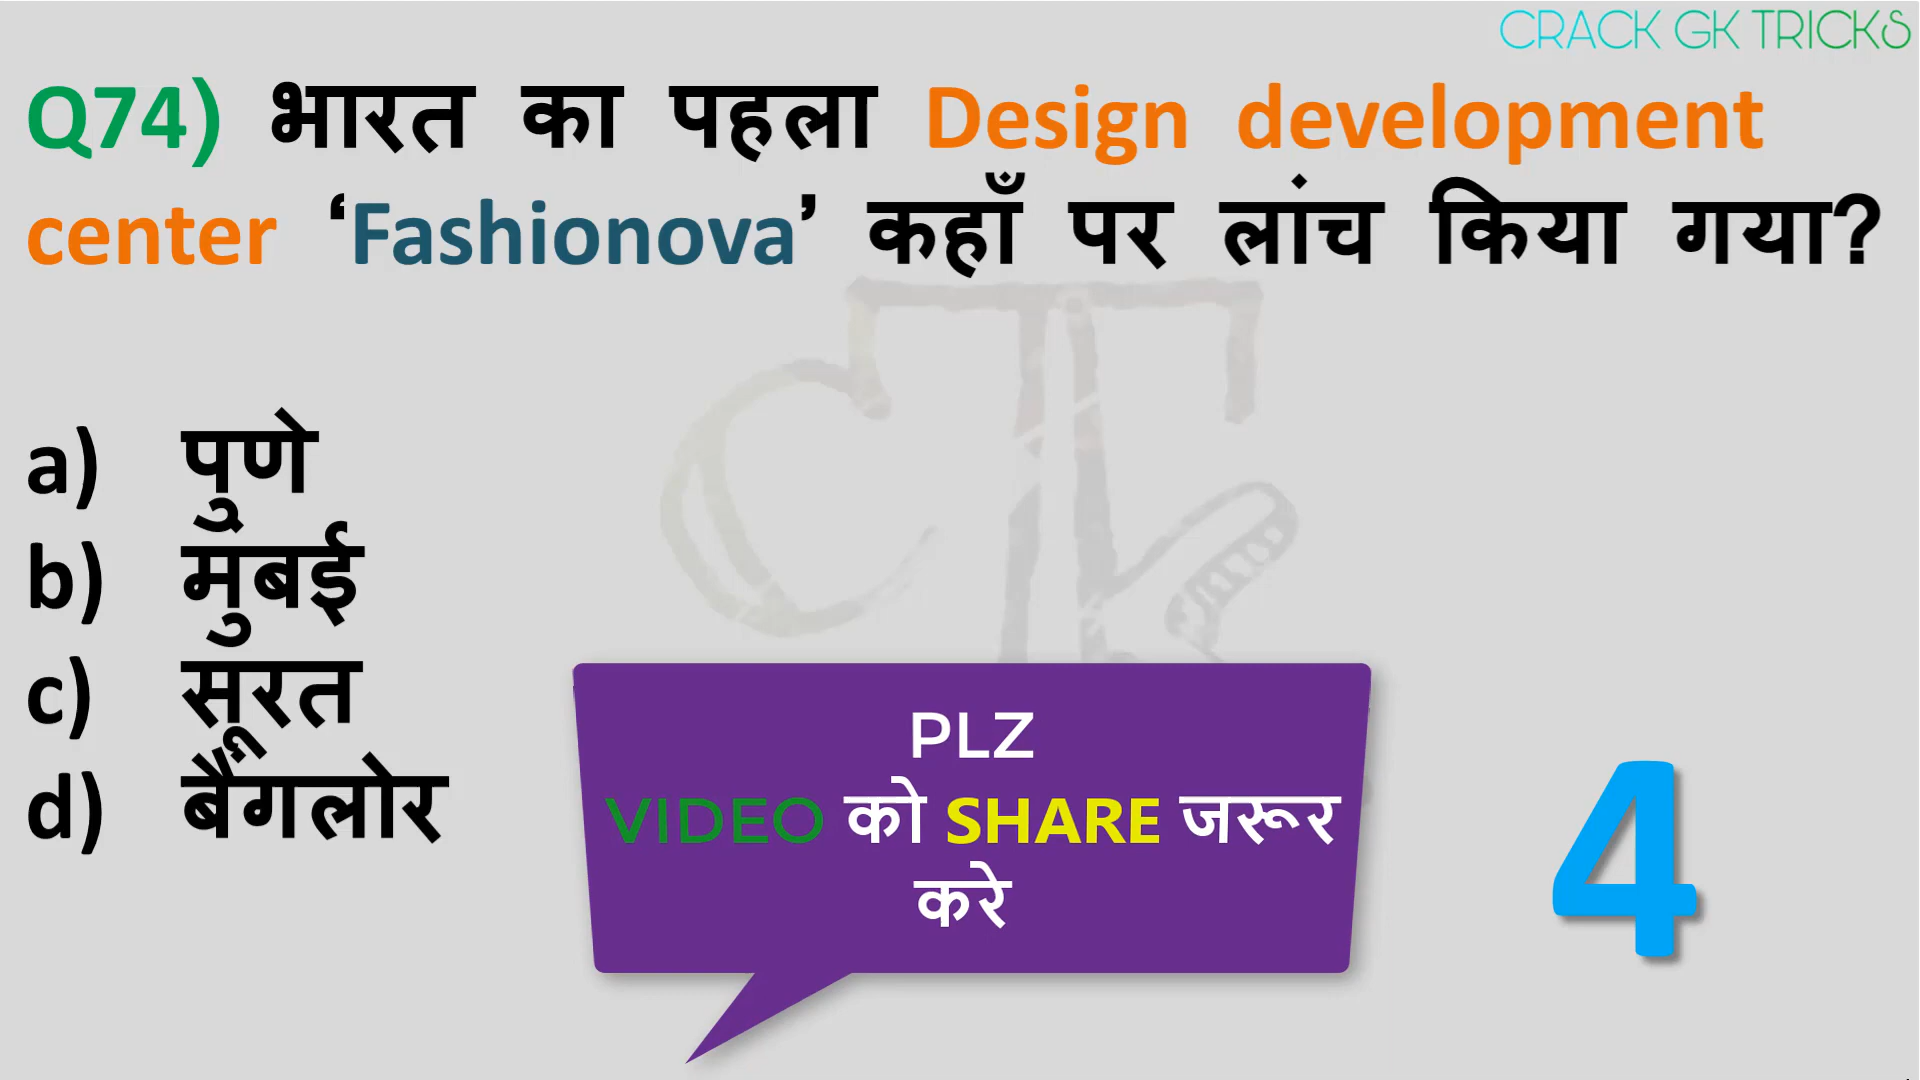 CRACK GK TRICKS
Q74) भारत का पहला Design development
center ‘Fashionova’ कहाँ पर लांच किया गया?
a) पुणे
b) मुबई
c) सूरत
d) बैंगलोर
PLZ
VIDEO को SHARE जरूर
करे
4